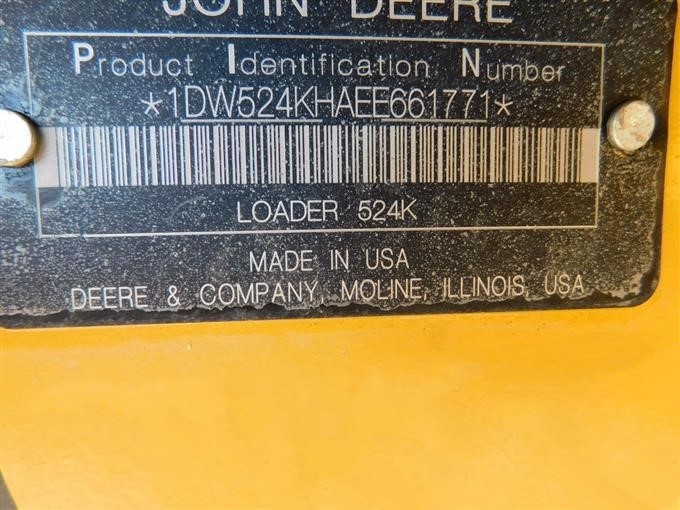 JOHN DEERE
Product Identification Number
*1DW524KHAEE661771*
LOADER 524K
MADE IN USA
DEERE & COMPANY, MOLINE, ILLINOIS, USA